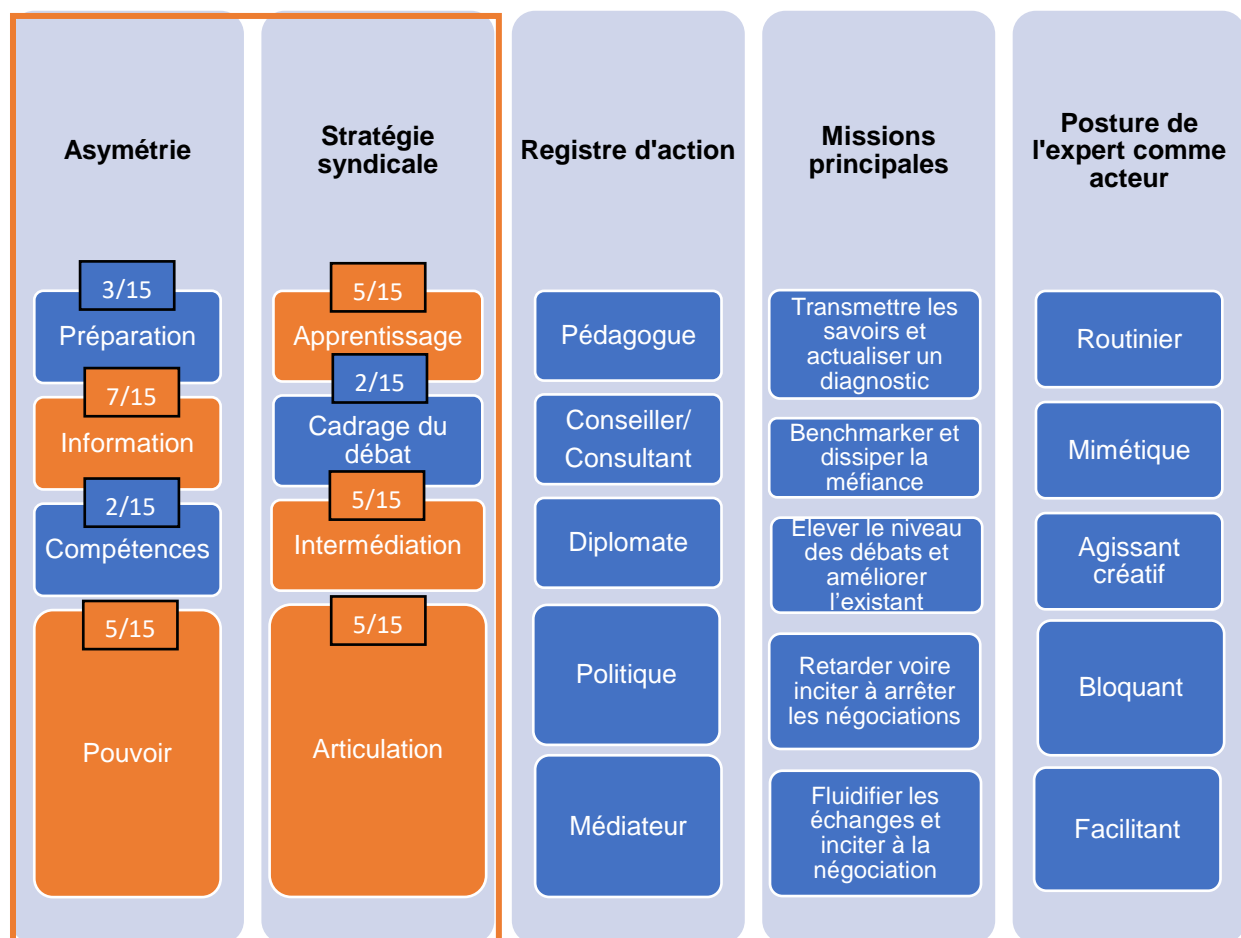 Asymétrie
3/15
Préparation
7/15
Information
2/15
Compétences
5/15
Pouvoir
Stratégie
syndicale
5/15
Apprentissage
2/15
Cadrage du
débat
5/15
Intermédiation
5/15
Articulation
Registre d'action
Pédagogue
Conseiller/
Consultant
Diplomate
Politique
Médiateur
Missions
principales
Transmettre les
savoirs et
actualiser un
diagnostic
Benchmarker et
dissiper la
méfiance
Elever le niveau
des débats et
améliorer
l’existant
Retarder voire
inciter à arrêter
les négociations
Fluidifier les
échanges et
inciter à la
négociation
Posture de
l'expert comme
acteur
Routinier
Mimétique
Agissant
créatif
Bloquant
Facilitant